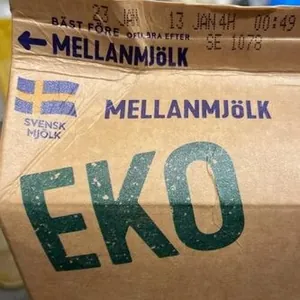 23 JAN 13 JAN4H 00:49
BÄST FÖRE OFTA BRA EFTER SE 1078
MELLANMJÖLK
SVENSK
MJÖLK
MELLANMJÖLK
EKO